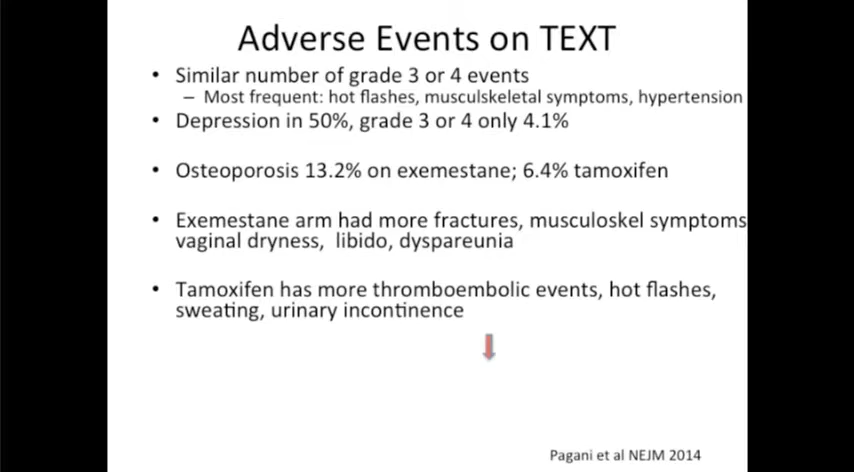 Adverse Events on TEXT
• Similar number of grade 3 or 4 events
– Most frequent: hot flashes, musculskeletal symptoms, hypertension
• Depression in 50%, grade 3 or 4 only 4.1%
• Osteoporosis 13.2% on exemestane; 6.4% tamoxifen
• Exemestane arm had more fractures, musculoskel symptoms
vaginal dryness, libido, dyspareunia
• Tamoxifen has more thromboembolic events, hot flashes,
sweating, urinary incontinence
Pagani et al NEJM 2014